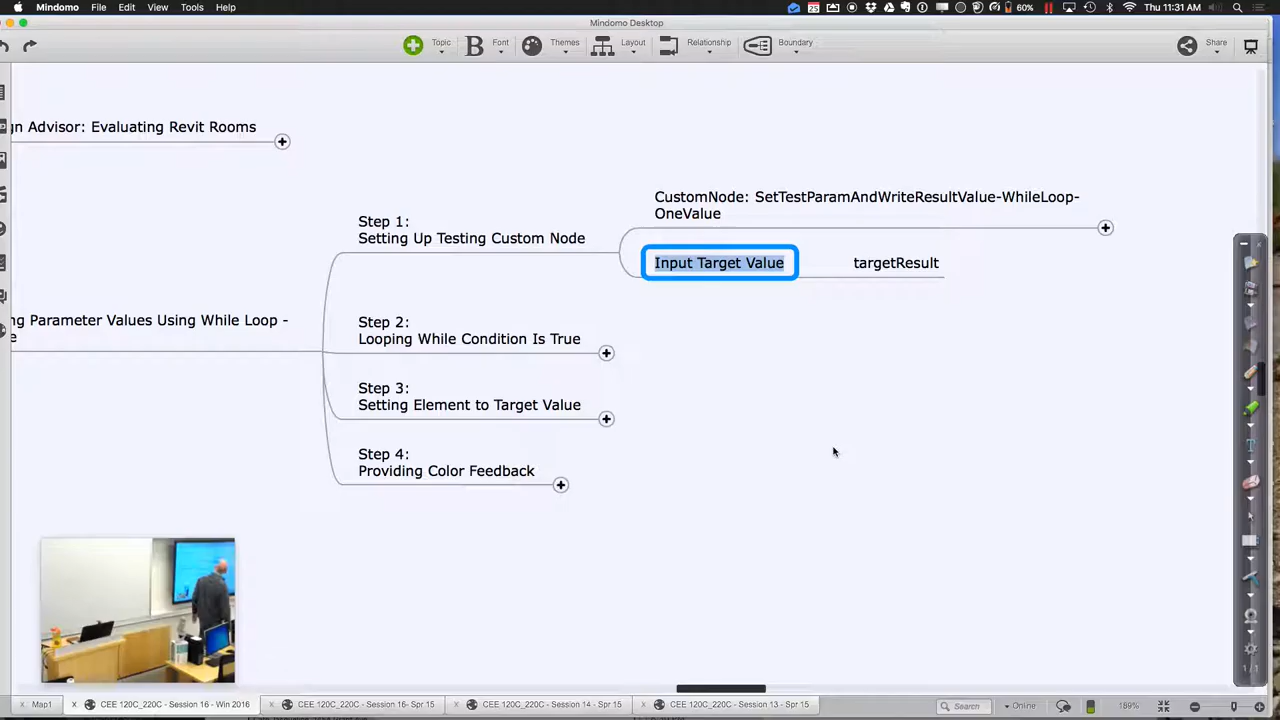 Mindomo File Edit View Tools Help
25
60% Thu 11:31 AM
Mindomo Desktop
Topic Font Themes Layout Relationship Boundary Share
gn Advisor: Evaluating Revit Rooms
CustomNode: SetTestParamAndWriteResultValue-WhileLoop-
OneValue
Step 1:
Setting Up Testing Custom Node
Input Target Value targetResult
ng Parameter Values Using While Loop -
e
Step 2:
Looping While Condition Is True
Step 3:
Setting Element to Target Value
Step 4:
Providing Color Feedback
1/1
Map1 CEE 120C_220C - Session 16 - Win 2016 CEE 120C_220C - Session 16- Spr 15 CEE 120C_220C - Session 14 - Spr 15 CEE 120C_220C - Session 13 - Spr 15 Search Online 189%